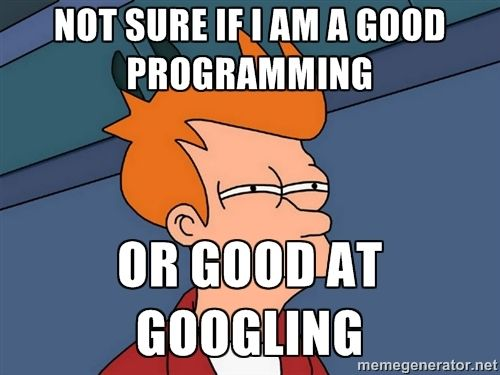 NOT SURE IF I AM A GOOD
PROGRAMMING
OR GOOD AT
GOOGLING
memegenerator.net